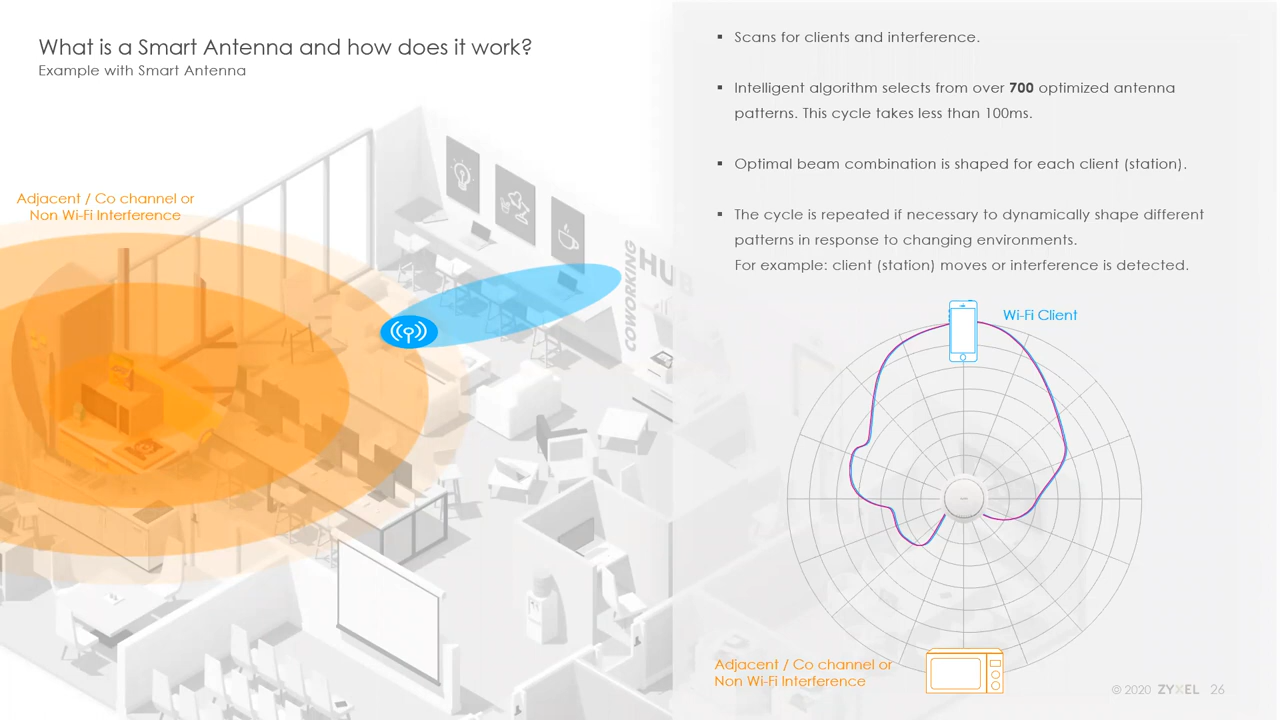 What is a Smart Antenna and how does it work?
Example with Smart Antenna
Adjacent / Co channel or
Non Wi-Fi Interference
COWORKING
HUB
▪ Scans for clients and interference.
▪ Intelligent algorithm selects from over 700 optimized antenna
patterns. This cycle takes less than 100ms.
▪ Optimal beam combination is shaped for each client (station).
▪ The cycle is repeated if necessary to dynamically shape different
patterns in response to changing environments.
For example: client (station) moves or interference is detected.
Wi-Fi Client
Adjacent / Co channel or
Non Wi-Fi Interference
© 2020 ZYXEL 26